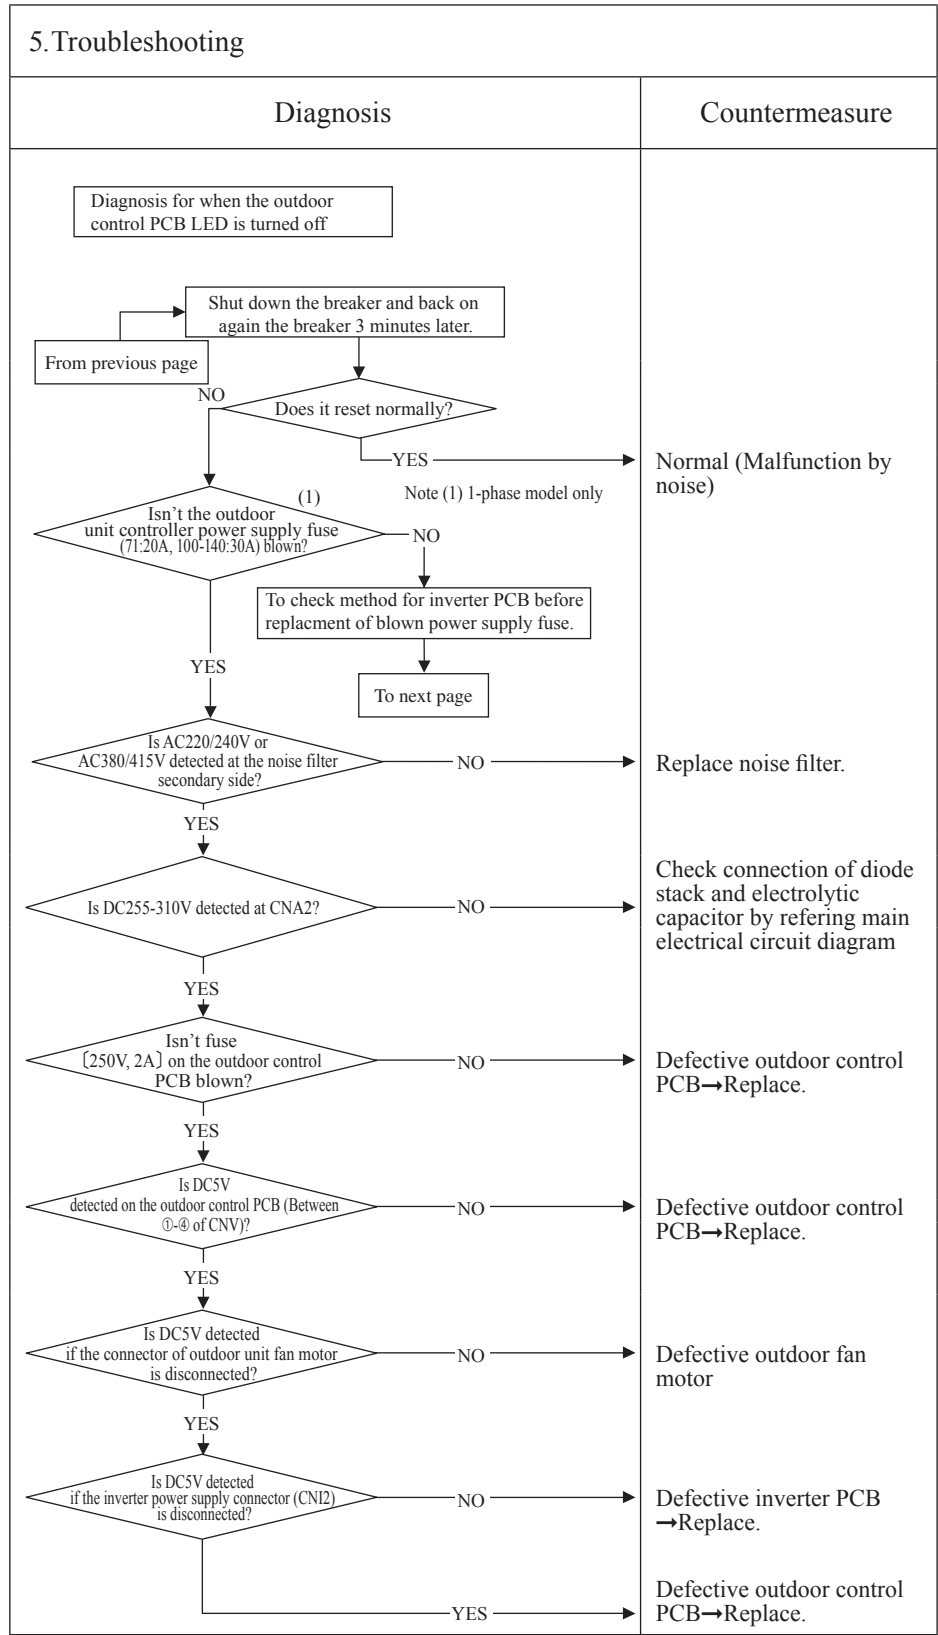 5.Troubleshooting
Diagnosis
Countermeasure
Diagnosis for when the outdoor
control PCB LED is turned off
Shut down the breaker and back on
again the breaker 3 minutes later.
From previous page
Does it reset normally?
NO
YES
Normal (Malfunction by
noise)
Note (1) 1-phase model only
(1)
Isn't the outdoor
unit controller power supply fuse
(71:20A, 100-140:30A) blown?
NO
To check method for inverter PCB before
replacment of blown power supply fuse.
To next page
YES
Is AC220/240V or
AC380/415V detected at the noise filter
secondary side?
NO
Replace noise filter.
YES
Is DC255-310V detected at CNA2?
NO
Check connection of diode
stack and electrolytic
capacitor by refering main
electrical circuit diagram
YES
Isn't fuse
〔250V, 2A〕 on the outdoor control
PCB blown?
NO
Defective outdoor control
PCB→Replace.
YES
Is DC5V
detected on the outdoor control PCB (Between
①-④ of CNV)?
NO
Defective outdoor control
PCB→Replace.
YES
Is DC5V detected
if the connector of outdoor unit fan motor
is disconnected?
NO
Defective outdoor fan
motor
YES
Is DC5V detected
if the inverter power supply connector (CNI2)
is disconnected?
NO
Defective inverter PCB
→Replace.
YES
Defective outdoor control
PCB→Replace.